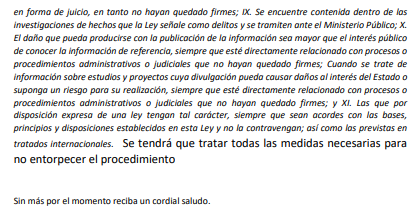 en forma de juicio, en tanto no hayan quedado firmes; IX. Se encuentre contenida dentro de las
investigaciones de hechos que la Ley señale como delitos y se tramiten ante el Ministerio Público; X.
El daño que pueda producirse con la publicación de la información sea mayor que el interés público
de conocer la información de referencia, siempre que esté directamente relacionado con procesos o
procedimientos administrativos o judiciales que no hayan quedado firmes; Cuando se trate de
información sobre estudios y proyectos cuya divulgación pueda causar daños al interés del Estado o
suponga un riesgo para su realización, siempre que esté directamente relacionado con procesos o
procedimientos administrativos o judiciales que no hayan quedado firmes; y XI. Las que por
disposición expresa de una ley tengan tal carácter, siempre que sean acordes con las bases,
principios y disposiciones establecidos en esta Ley y no la contravengan; así como las previstas en
tratados internacionales. Se tendrá que tratar todas las medidas necesarias para
no entorpecer el procedimiento
Sin más por el momento reciba un cordial saludo.